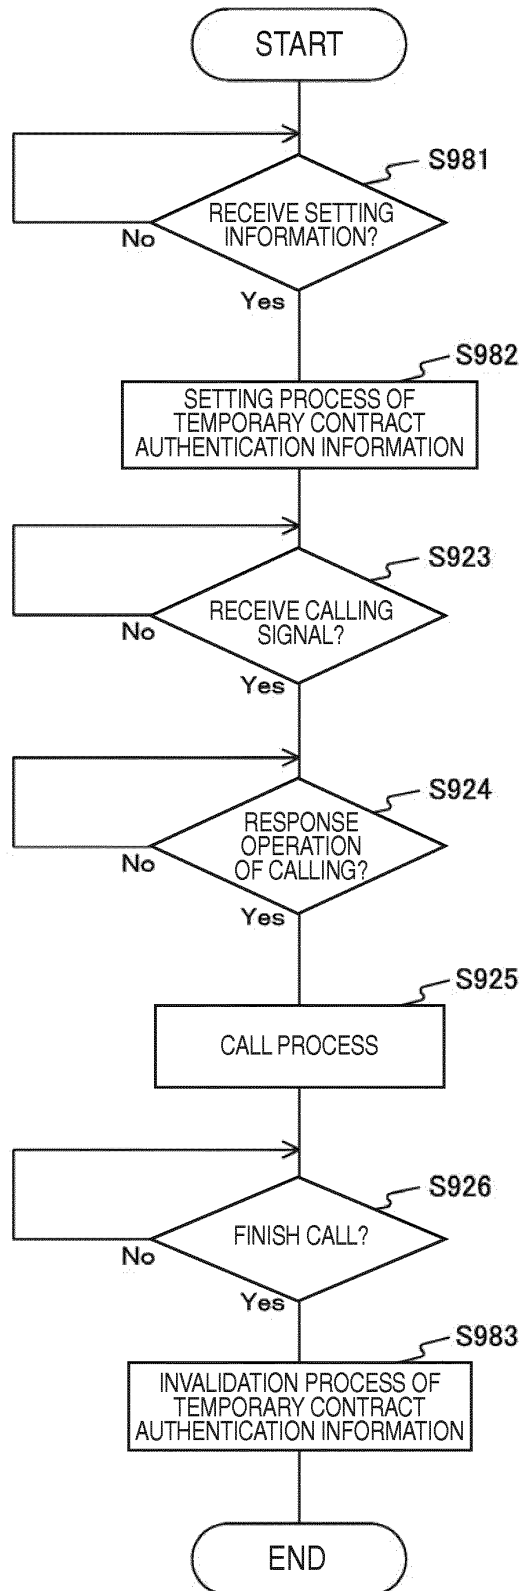 START
S981
RECEIVE SETTING
INFORMATION?
No
Yes
S982
SETTING PROCESS OF
TEMPORARY CONTRACT
AUTHENTICATION INFORMATION
S923
RECEIVE CALLING
SIGNAL?
No
Yes
S924
RESPONSE
OPERATION
OF CALLING?
No
Yes
S925
CALL PROCESS
S926
FINISH CALL?
No
Yes
S983
INVALIDATION PROCESS OF
TEMPORARY CONTRACT
AUTHENTICATION INFORMATION
END